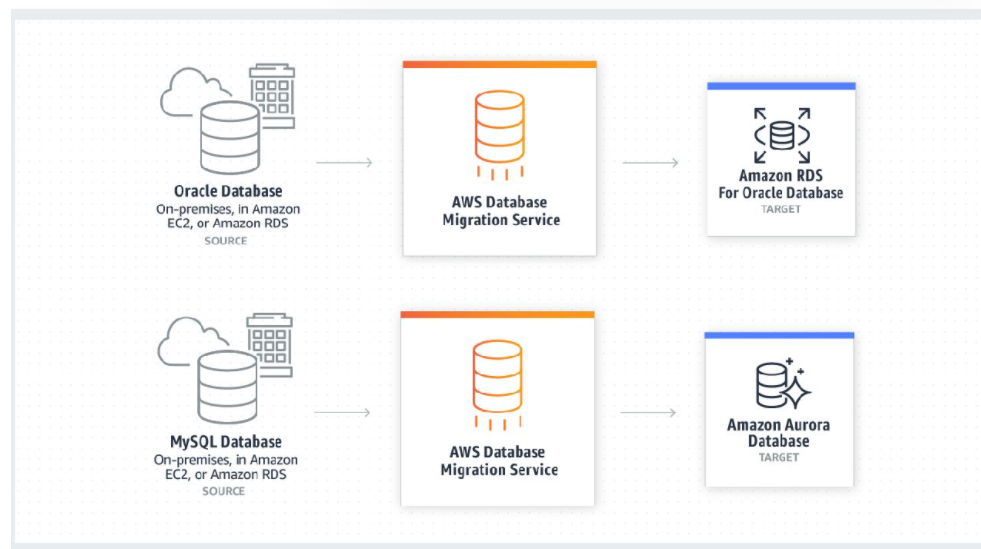 Oracle Database
On-premises, in Amazon
EC2, or Amazon RDS
SOURCE
AWS Database
Migration Service
Amazon RDS
For Oracle Database
TARGET
MySQL Database
On-premises, in Amazon
EC2, or Amazon RDS
SOURCE
AWS Database
Migration Service
Amazon Aurora
Database
TARGET